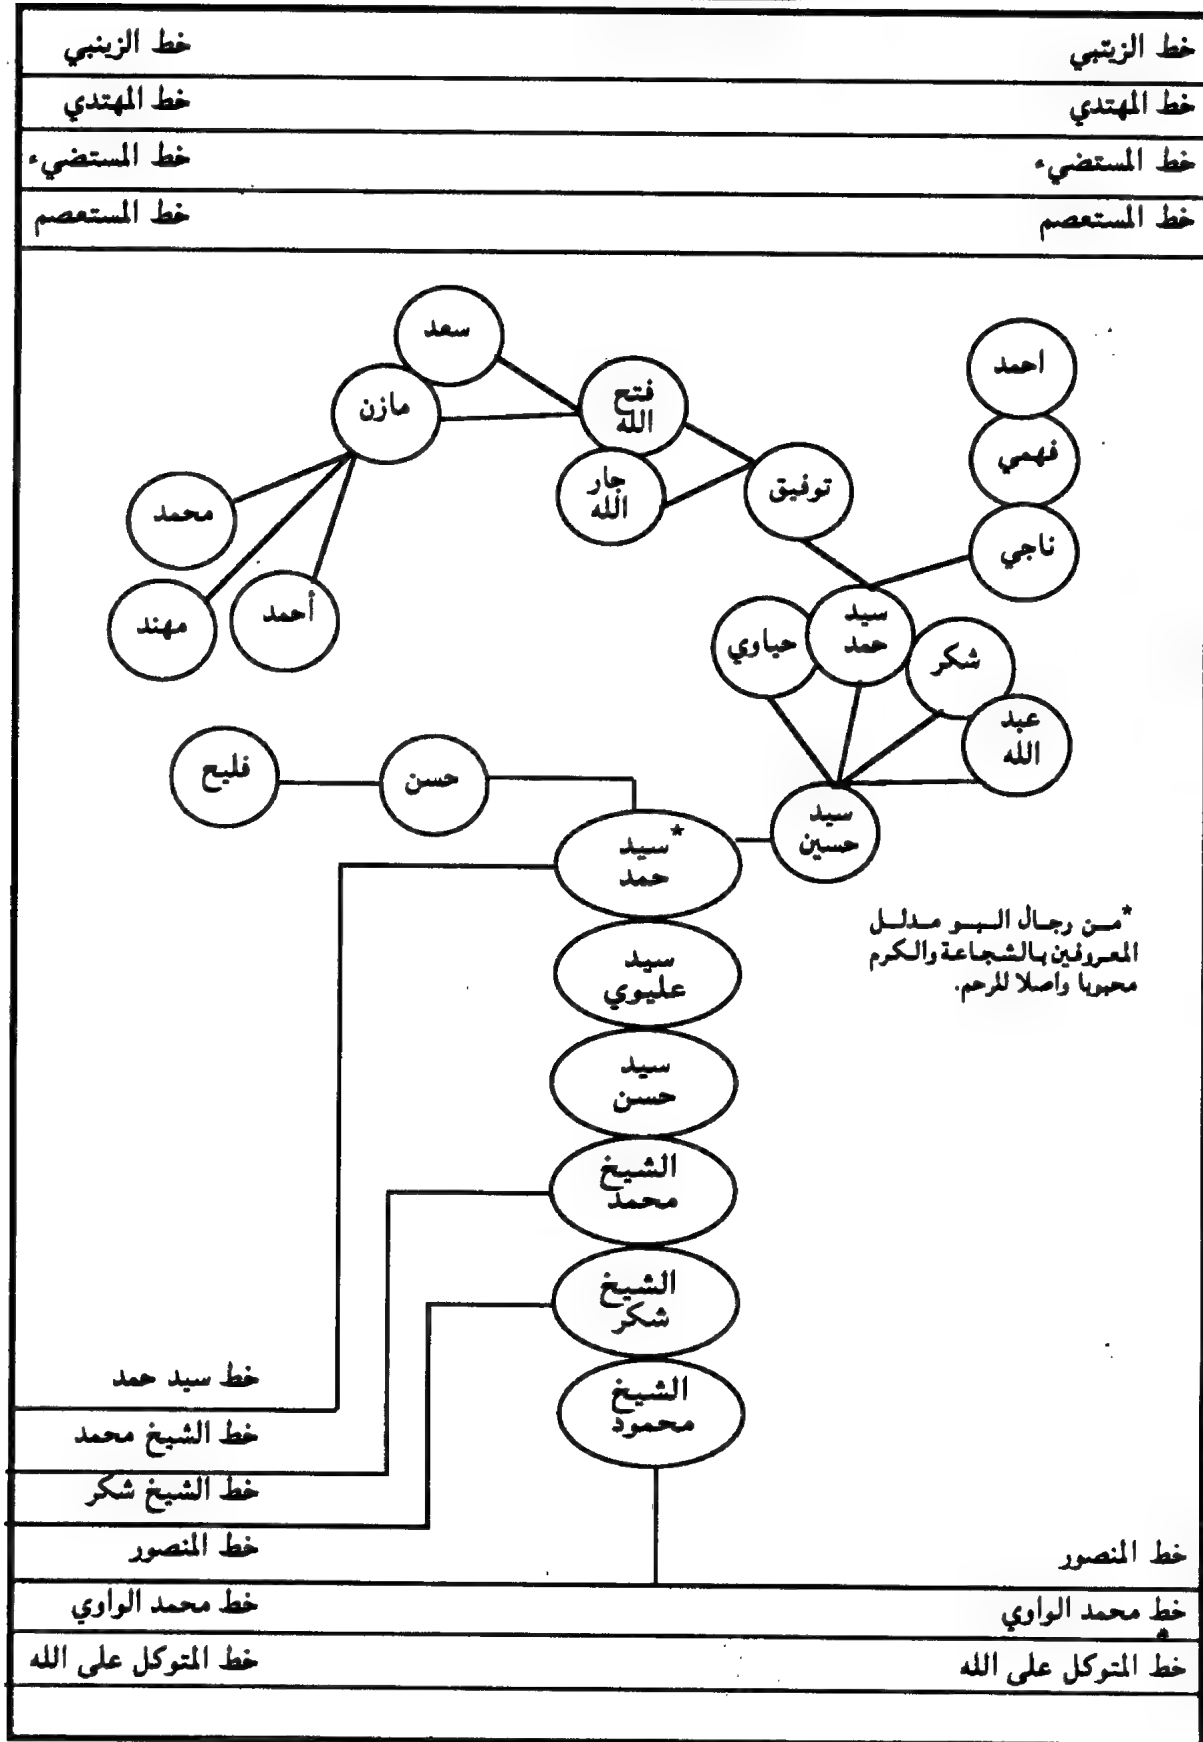 خط الزيتبي
خط الزينبي
خط المهتدي
خط المهتدي
خط المستضيء
خط المستضيء
خط المستعصم
خط المستعصم
سعد
احمد
مازن
فتح
الله
فهمي
جار
الله
توفيق
محمد
ناجي
مهند
أحمد
سيد
حمد
حياوي
شكر
عبد
الله
فليح
حسن
سيد
حسين
*سيد
حمد
*من رجال البو مدلل
المعروفين بالشجاعة والكرم
محبوبا واصلا للرحم.
سيد
عليوي
سيد
حسن
الشيخ
محمد
الشيخ
شكر
الشيخ
محمود
خط سيد حمد
خط الشيخ محمد
خط الشيخ شكر
خط المنصور
خط المنصور
خط محمد الواوي
خط محمد الواوي
خط المتوكل على الله
خط المتوكل على الله